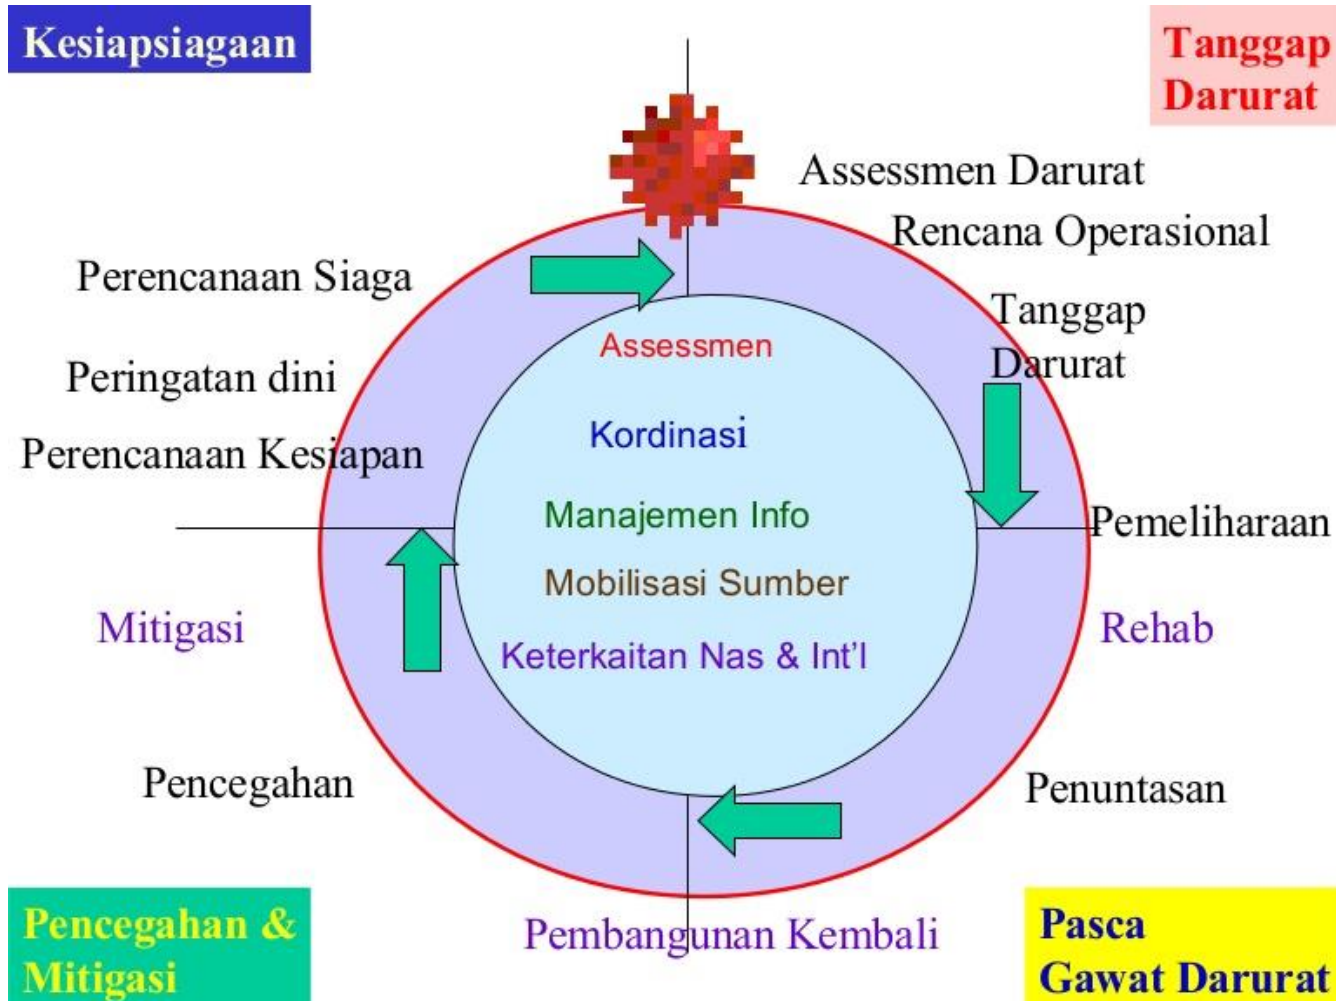 Kesiapsiagaan
Tanggap
Darurat
Assessmen Darurat
Rencana Operasional
Perencanaan Siaga
Tanggap
Darurat
Assessmen
Peringatan dini
Kordinasi
Perencanaan Kesiapan
Manajemen Info
Pemeliharaan
Mobilisasi Sumber
Mitigasi
Rehab
Keterkaitan Nas & Int'l
Pencegahan
Penuntasan
Pembangunan Kembali
Pencegahan &
Mitigasi
Pasca
Gawat Darurat